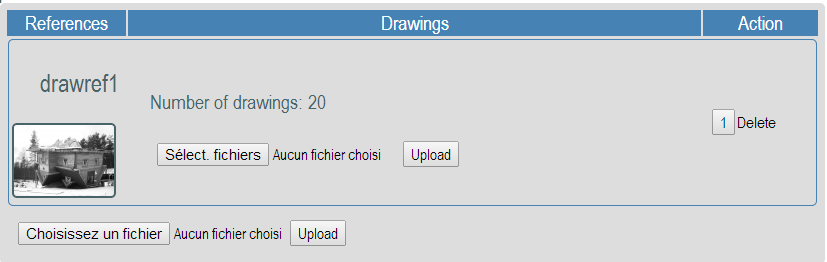 References Drawings Action
drawref1
Number of drawings: 20
1 Delete
Sélect. fichiers Aucun fichier choisi Upload
Choisissez un fichier Aucun fichier choisi Upload